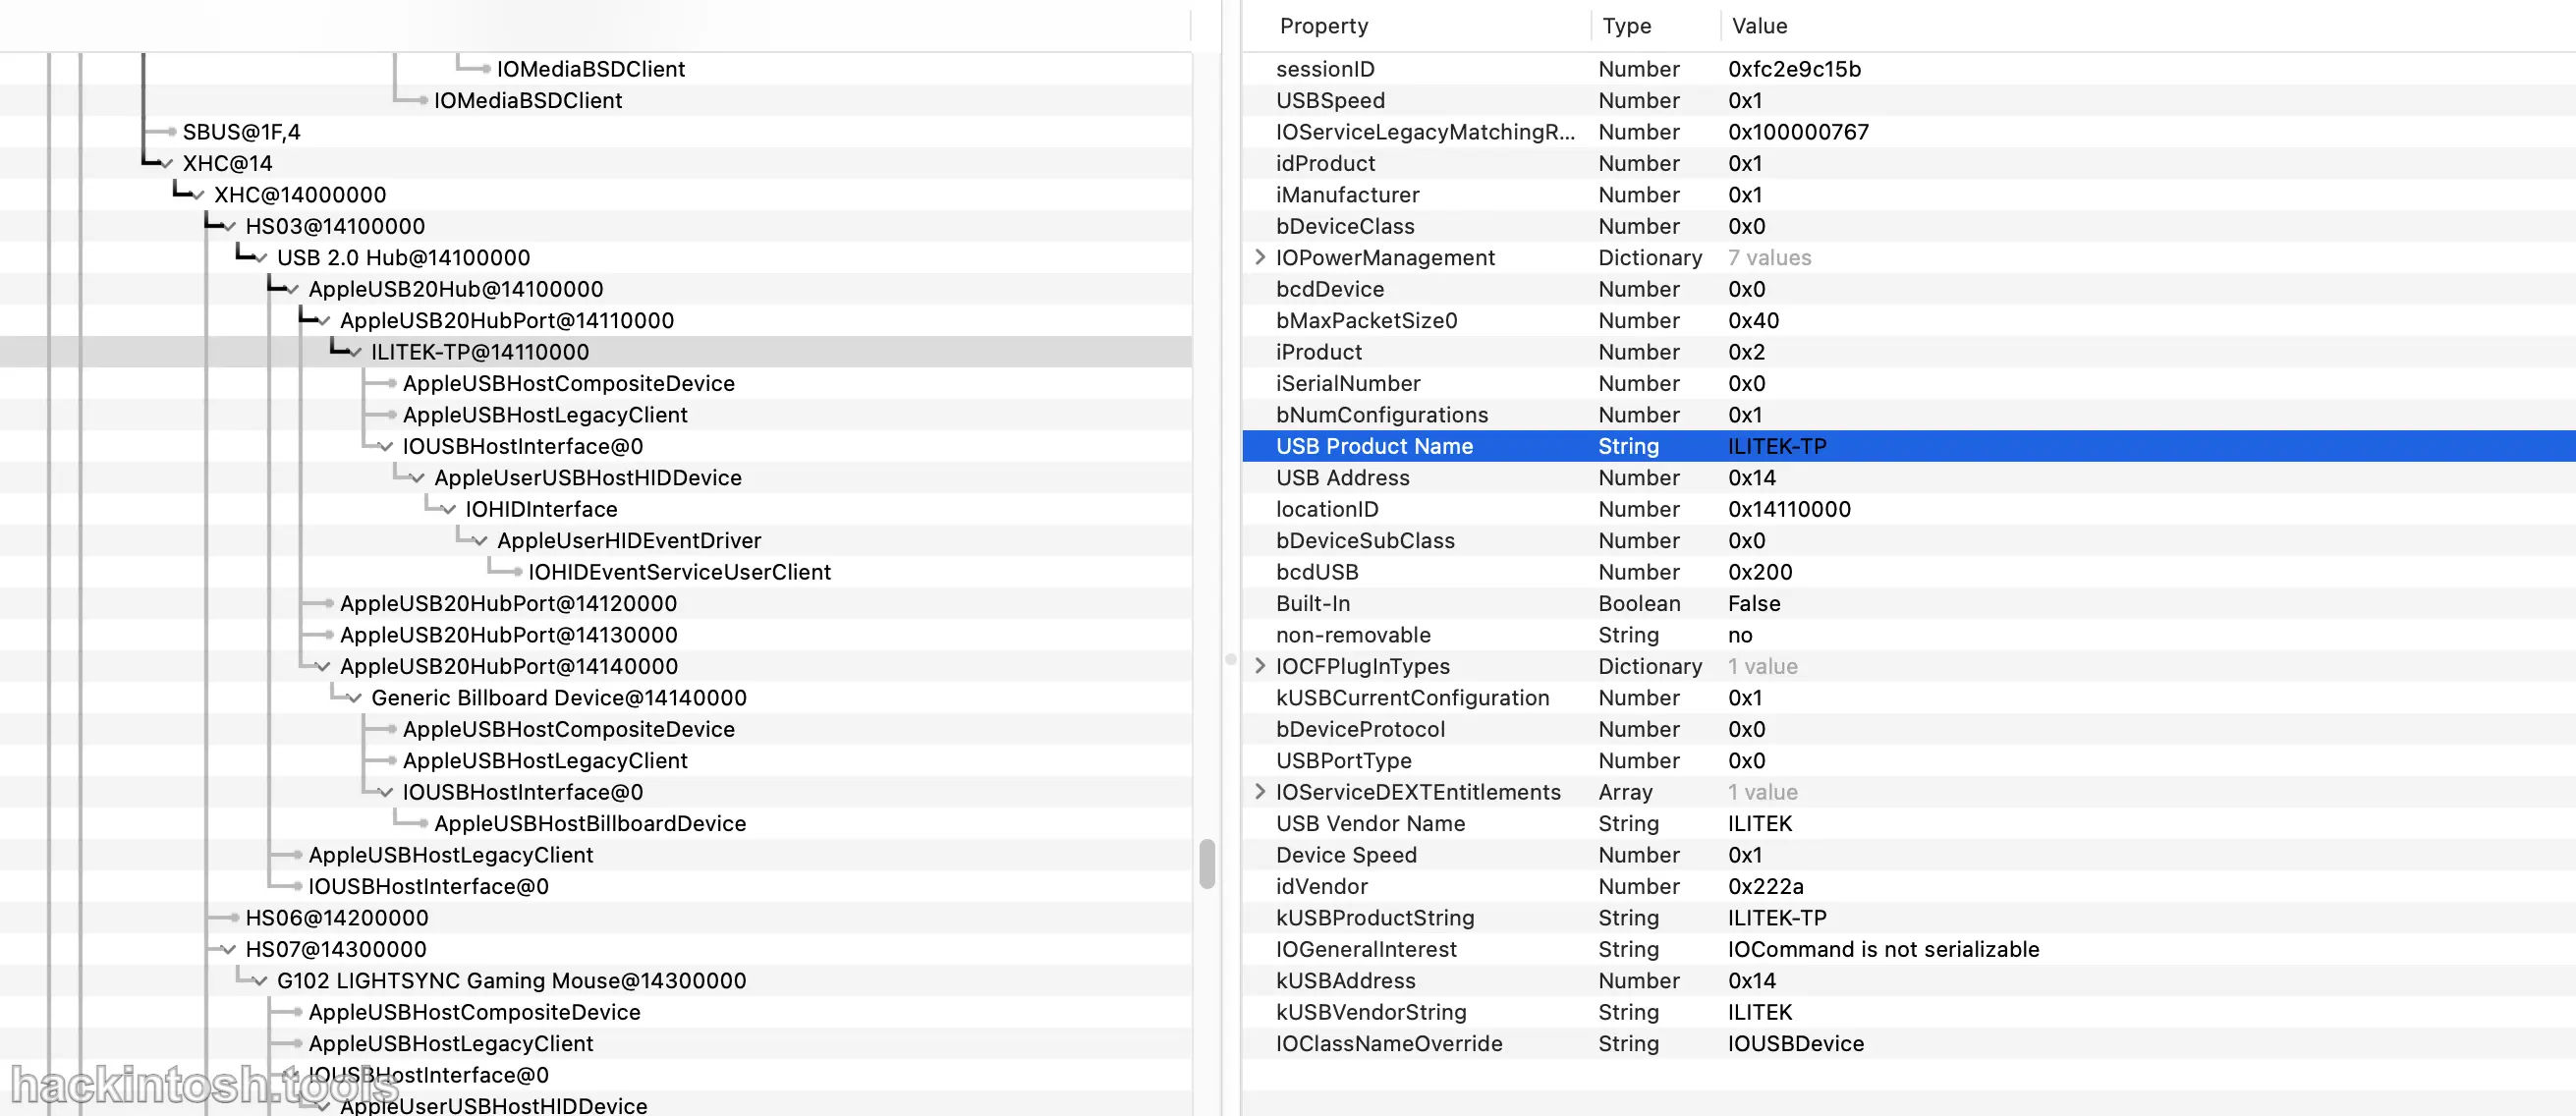 IOMediaBSDClient
IOMediaBSDClient
SBUS@1F,4
XHC@14
XHC@14000000
HS03@14100000
USB 2.0 Hub@14100000
AppleUSB20Hub@14100000
AppleUSB20HubPort@14110000
ILITEK-TP@14110000
AppleUSBHostCompositeDevice
AppleUSBHostLegacyClient
IOUSBHostInterface@0
AppleUserUSBHostHIDDevice
IOHIDInterface
AppleUserHIDEventDriver
IOHIDEventServiceUserClient
AppleUSB20HubPort@14120000
AppleUSB20HubPort@14130000
AppleUSB20HubPort@14140000
Generic Billboard Device@14140000
AppleUSBHostCompositeDevice
AppleUSBHostLegacyClient
IOUSBHostInterface@0
AppleUSBHostBillboardDevice
AppleUSBHostLegacyClient
IOUSBHostInterface@0
HS06@14200000
HS07@14300000
G102 LIGHTSYNC Gaming Mouse@14300000
AppleUSBHostCompositeDevice
AppleUSBHostLegacyClient
IOUSBHostInterface@0
AppleUserUSBHostHIDDevice
hackintosh.tools
Property Type Value
sessionID Number 0xfc2e9c15b
USBSpeed Number 0x1
IOServiceLegacyMatchingR... Number 0x100000767
idProduct Number 0x1
iManufacturer Number 0x1
bDeviceClass Number 0x0
IOPowerManagement Dictionary 7 values
bcdDevice Number 0x0
bMaxPacketSize0 Number 0x40
iProduct Number 0x2
iSerialNumber Number 0x0
bNumConfigurations Number 0x1
USB Product Name String ILITEK-TP
USB Address Number 0x14
locationID Number 0x14110000
bDeviceSubClass Number 0x0
bcdUSB Number 0x200
Built-In Boolean False
non-removable String no
IOCFPlugInTypes Dictionary 1 value
kUSBCurrentConfiguration Number 0x1
bDeviceProtocol Number 0x0
USBPortType Number 0x0
IOServiceDEXTEntitlements Array 1 value
USB Vendor Name String ILITEK
Device Speed Number 0x1
idVendor Number 0x222a
kUSBProductString String ILITEK-TP
IOGeneralInterest String IOCommand is not serializable
kUSBAddress Number 0x14
kUSBVendorString String ILITEK
IOClassNameOverride String IOUSBDevice